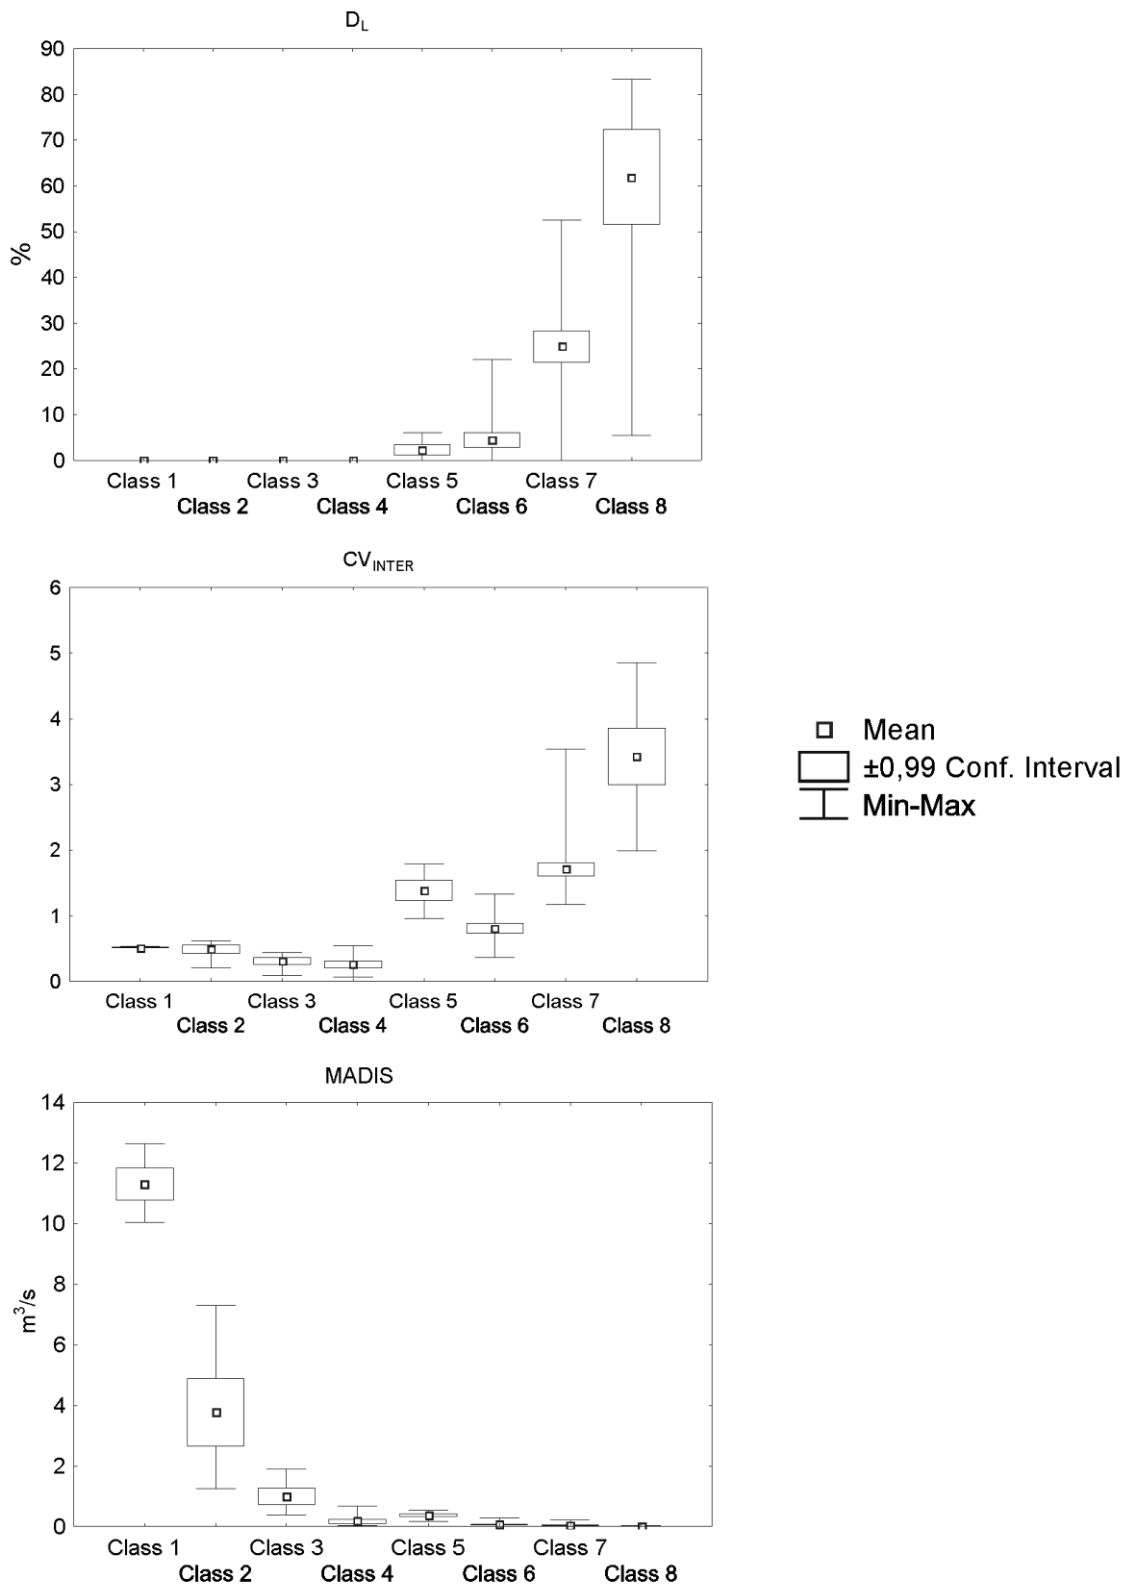 D_L
90
80
70
60
50
40
30
20
10
0
%
Class 1 Class 3 Class 5 Class 7
Class 2 Class 4 Class 6 Class 8
CV_INTER
6
5
4
3
2
1
0
Class 1 Class 3 Class 5 Class 7
Class 2 Class 4 Class 6 Class 8
Mean
±0,99 Conf. Interval
Min-Max
MADIS
14
12
10
8
6
4
2
0
m³/s
Class 1 Class 3 Class 5 Class 7
Class 2 Class 4 Class 6 Class 8